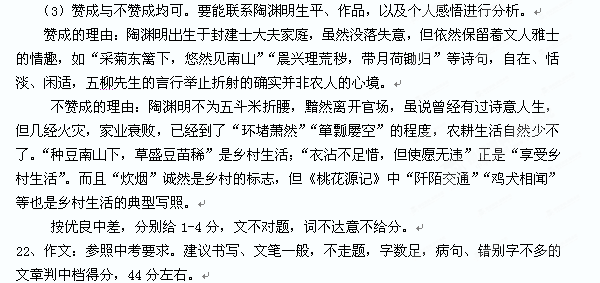 （3）赞成与不赞成均可。要能联系陶渊明生平、作品，以及个人感悟进行分析。
赞成的理由：陶渊明出生于封建士大夫家庭，虽然没落失意，但依然保留着文人雅士
的情趣，如“采菊东篱下，悠然见南山”“晨兴理荒秽，带月荷锄归”等诗句，自在、恬
淡、闲适，五柳先生的言行举止折射的确实并非农人的心境。
不赞成的理由：陶渊明不为五斗米折腰，黯然离开官场，虽说曾经有过诗意人生，
但几经火灾，家业衰败，已经到了“环堵萧然”“箪瓢屡空”的程度，农耕生活自然少不
了。“种豆南山下，草盛豆苗稀”是乡村生活；“衣沾不足惜，但使愿无违”正是“享受乡
村生活”。而且“炊烟”诚然是乡村的标志，但《桃花源记》中“阡陌交通”“鸡犬相闻”
等也是乡村生活的典型写照。
按优良中差，分别给 1-4 分，文不对题，词不达意不给分。
22、作文：参照中考要求。建议书写、文笔一般，不走题，字数足，病句、错别字不多的
文章判中档得分，44 分左右。